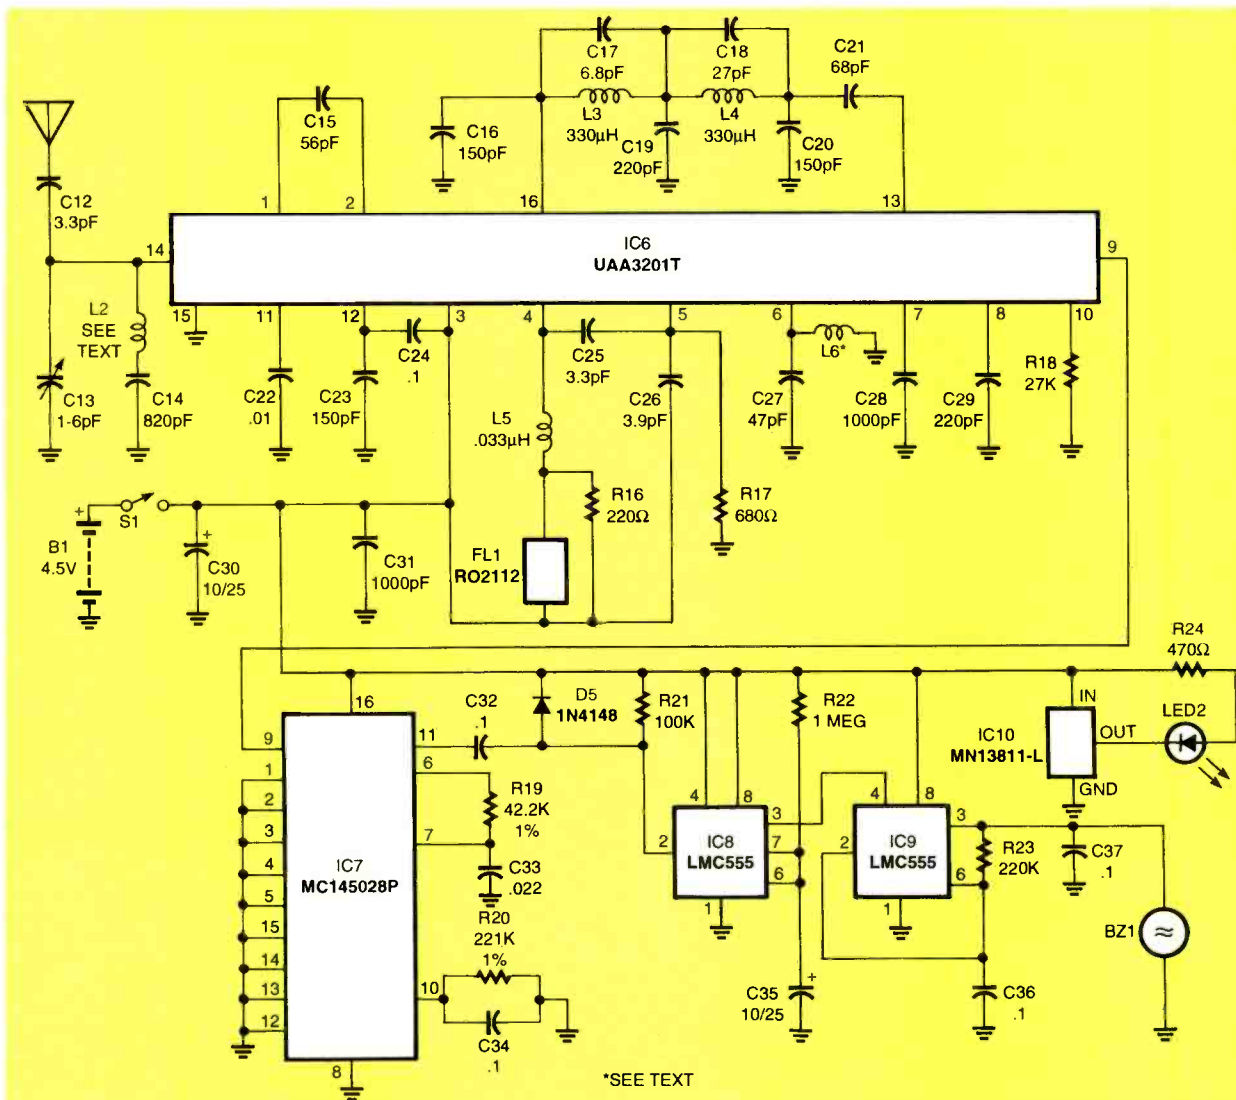 C17
6.8pF
C18
27pF
C21
68pF
C15
56pF
C16
150pF
L3
330µH
C19
220pF
L4
330µH
C20
150pF
C12
3.3pF
1
2
16
13
14
IC6
UAA3201T
9
15
11
12
3
4
5
6
7
8
10
L2
SEE
TEXT
C13
1-6pF
C14
820pF
C22
.01
C23
150pF
C24
.1
C25
3.3pF
L5
.033µH
C26
3.9pF
C27
47pF
L6*
C28
1000pF
C29
220pF
R18
27K
+
S1
B1
4.5V
+
C30
10/25
C31
1000pF
FL1
RO2112
R16
220Ω
R17
680Ω
R24
470Ω
16
C32
.1
D5
1N4148
R21
100K
R22
1 MEG
IN
IC10
MN13811-L
OUT
LED2
GND
9
11
1
6
2
R19
42.2K
1%
3
7
4
C33
.022
5
IC7
MC145028P
15
R20
221K
1%
14
13
10
12
C34
.1
8
4
8
3
2
IC8
LMC555
7
6
1
4
8
2
IC9
LMC555
3
6
1
R23
220K
C37
.1
BZ1
+
C35
10/25
C36
.1
*SEE TEXT